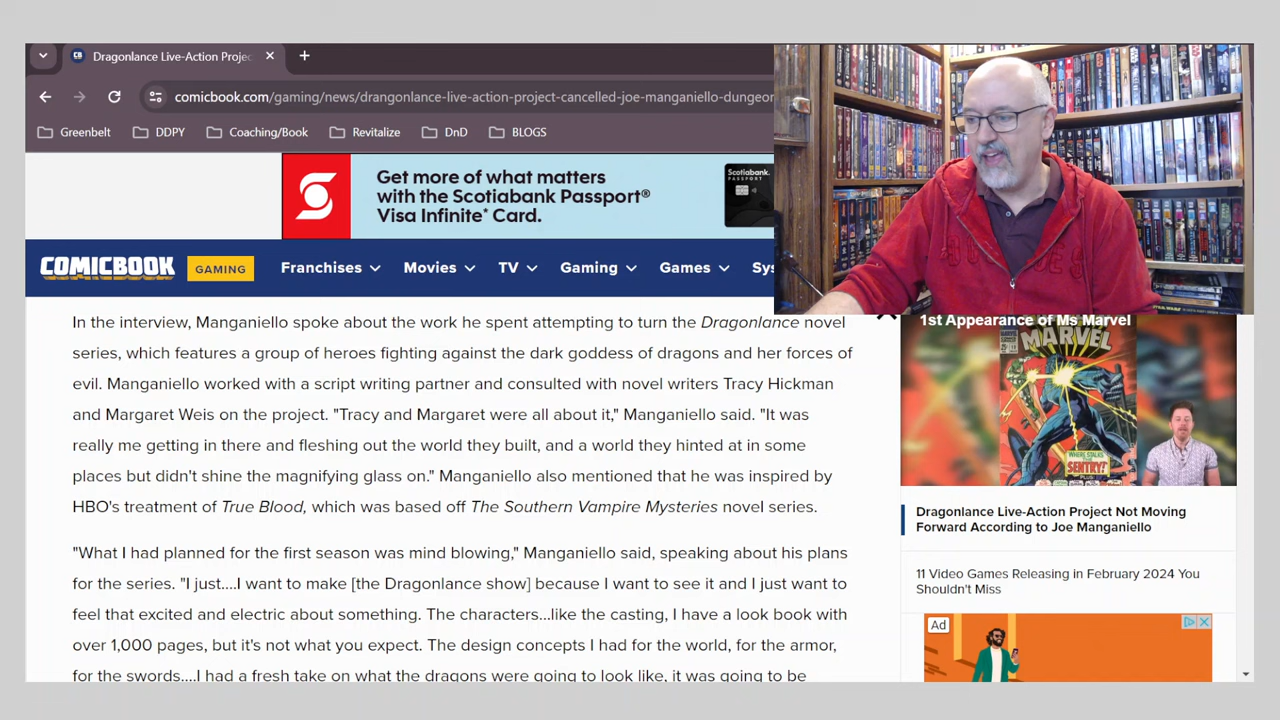 Dragonlance Live-Action Projec
comicbook.com/gaming/news/drangonlance-live-action-project-cancelled-joe-manganiello-dungeon
Greenbelt
DDPY
Coaching/Book
Revitalize
DnD
BLOGS
Get more of what matters
with the Scotiabank Passport®
Visa Infinite* Card.
Scotiabank
PASSPORT
COMICBOOK
GAMING
Franchises
Movies
TV
Gaming
Games
Sys
In the interview, Manganiello spoke about the work he spent attempting to turn the Dragonlance novel
series, which features a group of heroes fighting against the dark goddess of dragons and her forces of
evil. Manganiello worked with a script writing partner and consulted with novel writers Tracy Hickman
and Margaret Weis on the project. "Tracy and Margaret were all about it," Manganiello said. "It was
really me getting in there and fleshing out the world they built, and a world they hinted at in some
places but didn't shine the magnifying glass on." Manganiello also mentioned that he was inspired by
HBO's treatment of True Blood, which was based off The Southern Vampire Mysteries novel series.
"What I had planned for the first season was mind blowing," Manganiello said, speaking about his plans
for the series. "I just....I want to make [the Dragonlance show] because I want to see it and I just want to
feel that excited and electric about something. The characters...like the casting, I have a look book with
over 1,000 pages, but it's not what you expect. The design concepts I had for the world, for the armor,
for the swords....I had a fresh take on what the dragons were going to look like, it was going to be
1st Appearance of Ms Marvel
MARVEL
WHERE STALKS
THE
SENTRY!
Dragonlance Live-Action Project Not Moving
Forward According to Joe Manganiello
11 Video Games Releasing in February 2024 You
Shouldn't Miss
Ad